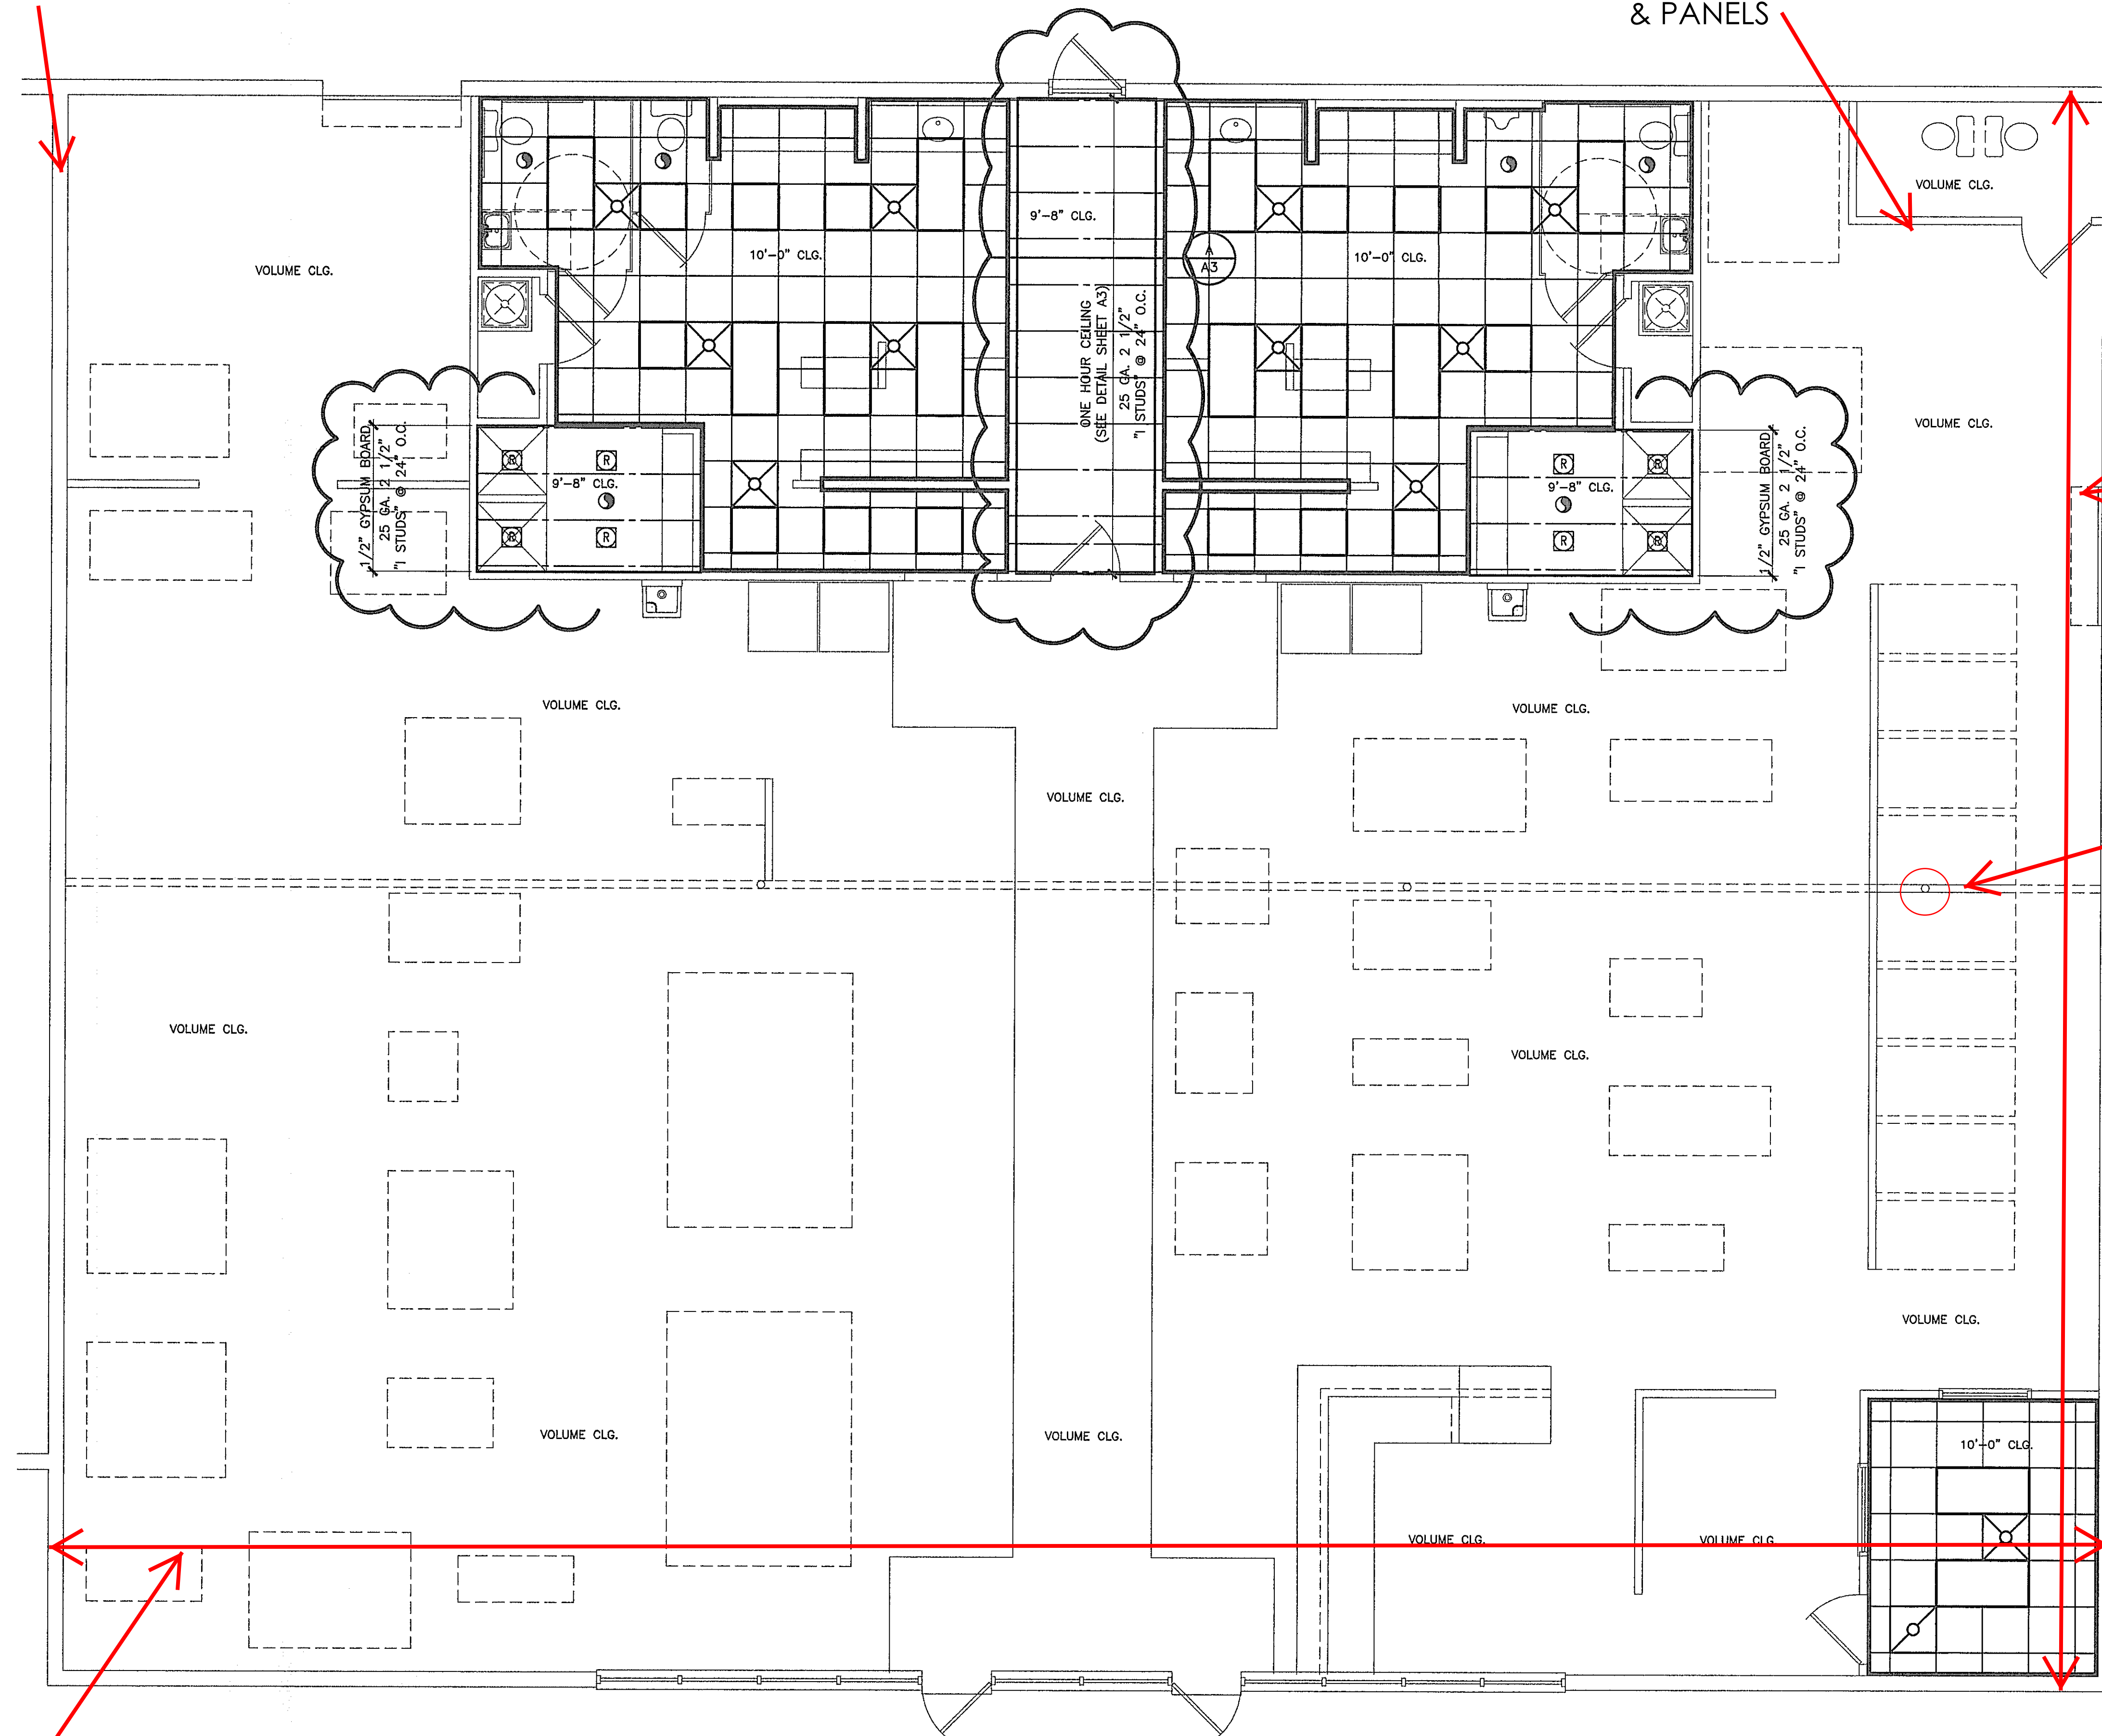 & PANELS
VOLUME CLG.
9'-8" CLG.
10'-0" CLG.
10'-0" CLG.
A
A3
VOLUME CLG.
ONE HOUR CEILING
(SEE DETAIL SHEET A3)
25 GA. 2 1/2"
"I STUDS" @ 24" O.C.
1/2" GYPSUM BOARD
25 GA. 2 1/2"
"I STUDS" @ 24" O.C.
R
R
9'-8" CLG.
R
R
R
R
9'-8" CLG.
R
R
1/2" GYPSUM BOARD
25 GA. 2 1/2"
"I STUDS" @ 24" O.C.
VOLUME CLG.
VOLUME CLG.
VOLUME CLG.
VOLUME CLG.
VOLUME CLG.
VOLUME CLG.
VOLUME CLG.
VOLUME CLG.
VOLUME CLG.
10'-0" CLG.
VOLUME CLG.
VOLUME CLG.